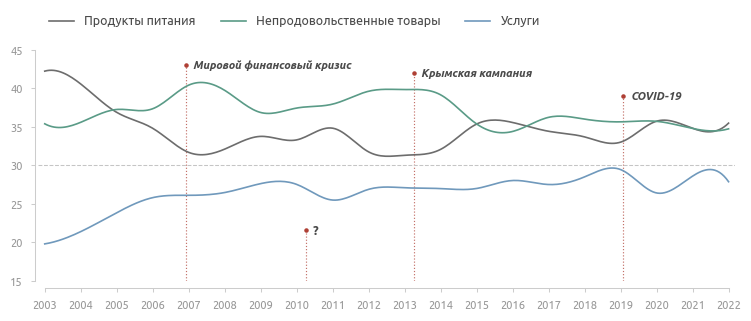 Продукты питания Непродовольственные товары Услуги
45
Мировой финансовый кризис
Крымская кампания
40
COVID-19
35
30
25
?
20
15
2003 2004 2005 2006 2007 2008 2009 2010 2011 2012 2013 2014 2015 2016 2017 2018 2019 2020 2021 2022